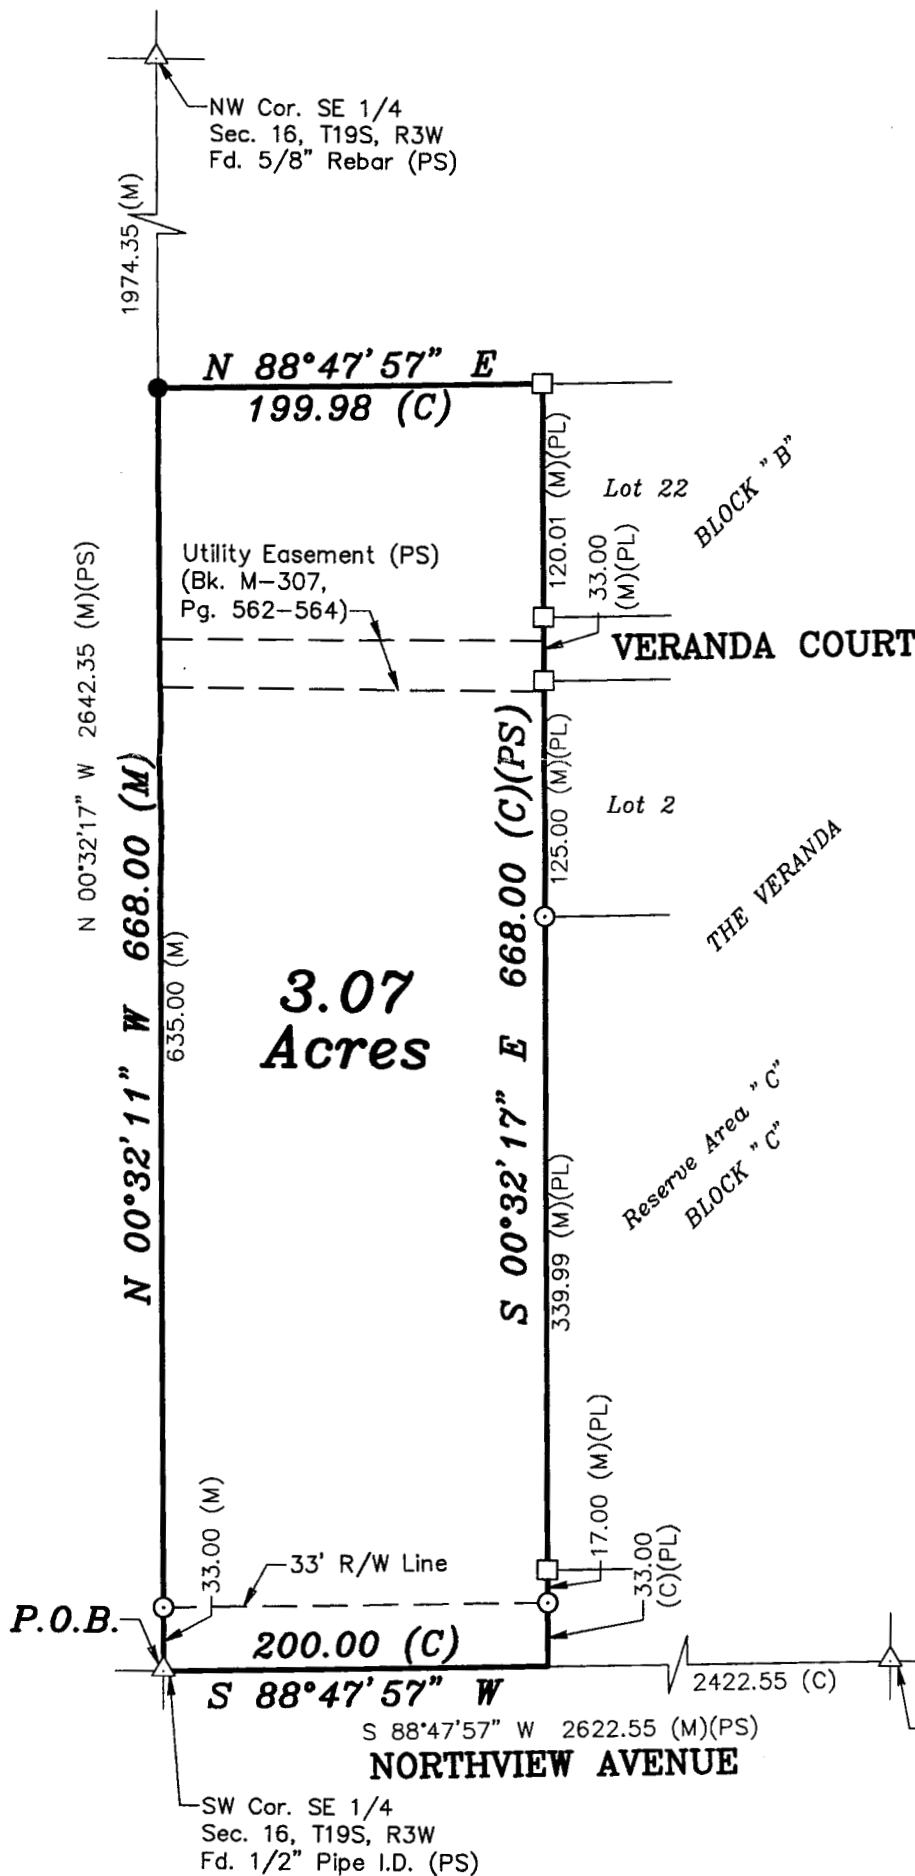 NW Cor. SE 1/4
Sec. 16, T19S, R3W
Fd. 5/8" Rebar (PS)
1974.35 (M)
N 88°47'57" E
199.98 (C)
120.01 (M)(PL)
Lot 22
BLOCK "B"
33.00
(M)(PL)
Utility Easement (PS)
(Bk. M-307,
Pg. 562-564)
VERANDA COURT
N 00°32'17" W 2642.35 (M)(PS)
N 00°32'11" W 668.00 (M)
635.00 (M)
S 00°32'17" E 668.00 (C)(PS)
125.00 (M)(PL)
Lot 2
THE VERANDA
3.07
Acres
Reserve Area "C"
BLOCK "C"
339.99 (M)(PL)
17.00 (M)(PL)
33.00
(C)(PL)
33.00 (M)
33' R/W Line
P.O.B.
200.00 (C)
S 88°47'57" W
2422.55 (C)
S 88°47'57" W 2622.55 (M)(PS)
NORTHVIEW AVENUE
SW Cor. SE 1/4
Sec. 16, T19S, R3W
Fd. 1/2" Pipe I.D. (PS)